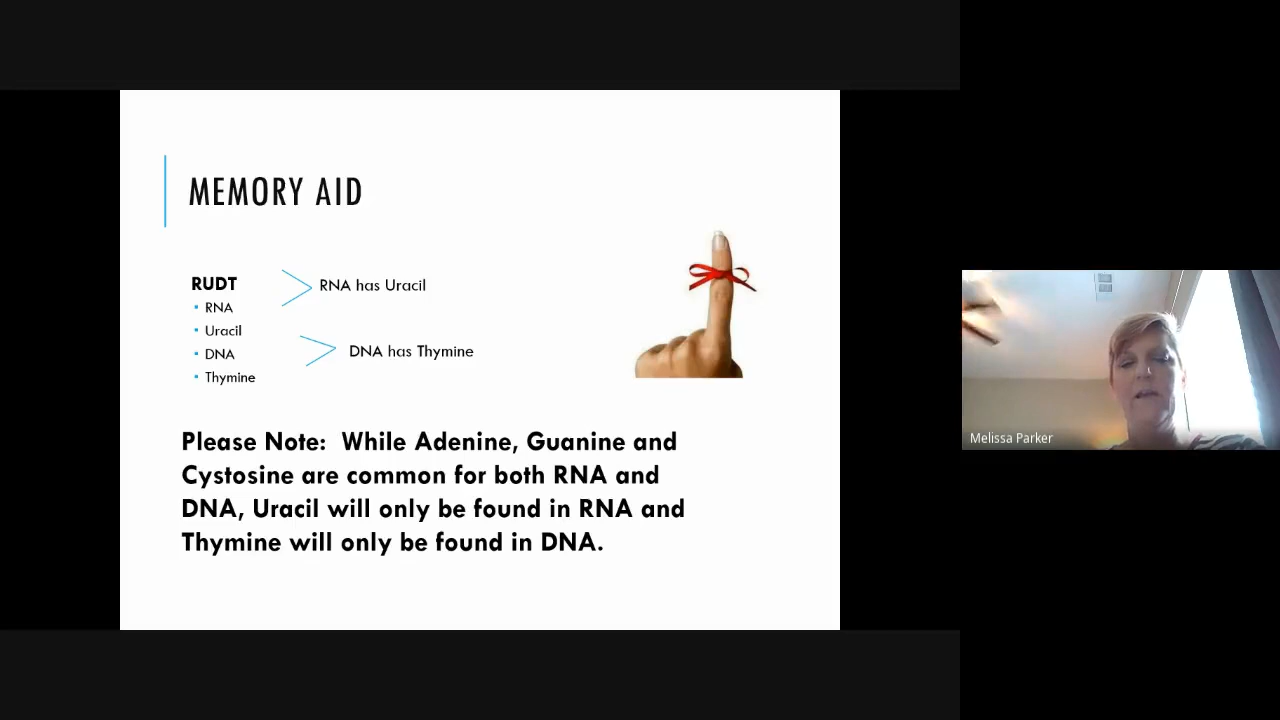 MEMORY AID
RUDT
RNA has Uracil
RNA
Uracil
DNA
DNA has Thymine
Thymine
Please Note: While Adenine, Guanine and
Cystosine are common for both RNA and
DNA, Uracil will only be found in RNA and
Thymine will only be found in DNA.
Melissa Parker